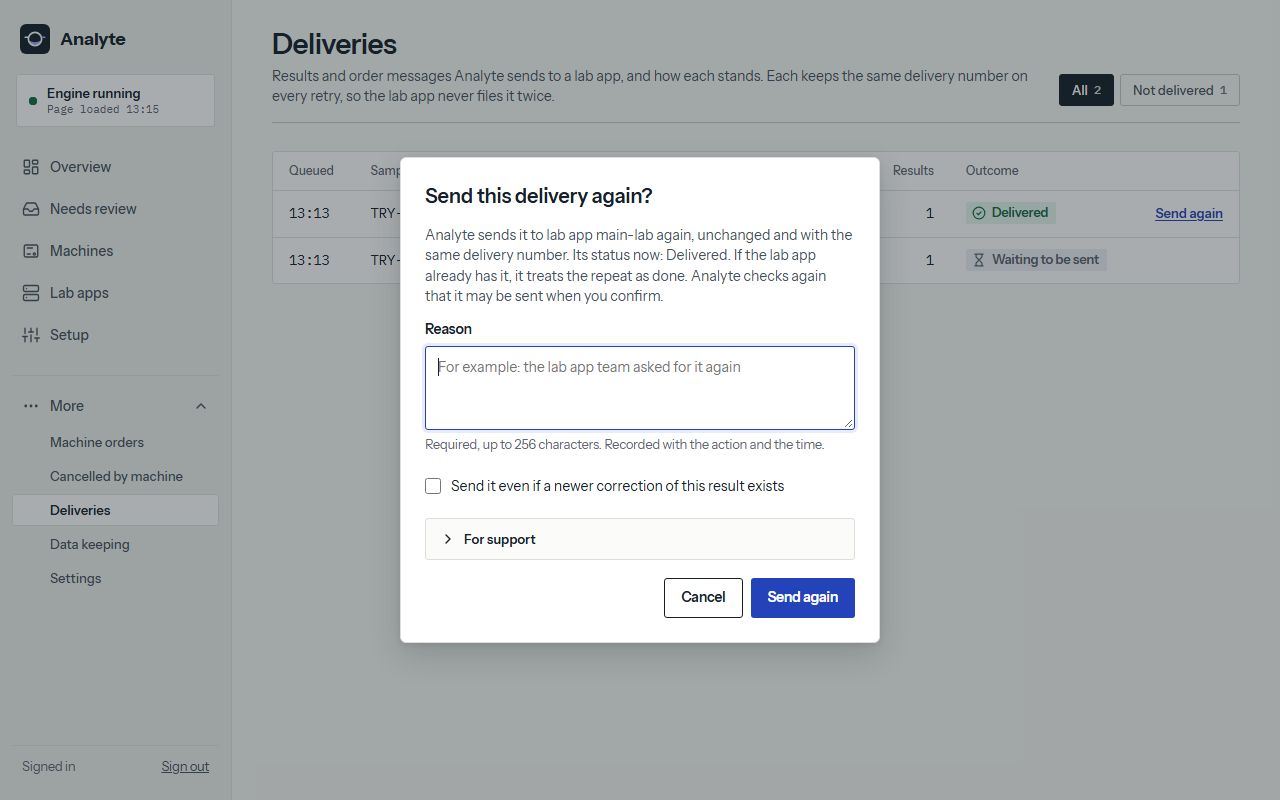 Analyte
Engine running
Page loaded 13:15
Overview
Needs review
Machines
Lab apps
Setup
More
Machine orders
Cancelled by machine
Deliveries
Data keeping
Settings
Signed in
Sign out
Deliveries
Results and order messages Analyte sends to a lab app, and how each stands. Each keeps the same delivery number on
every retry, so the lab app never files it twice.
All 2
Not delivered 1
Queued Samp Results Outcome
13:13 TRY- 1 Delivered Send again
13:13 TRY- 1 Waiting to be sent
Send this delivery again?
Analyte sends it to lab app main-lab again, unchanged and with the
same delivery number. Its status now: Delivered. If the lab app
already has it, it treats the repeat as done. Analyte checks again
that it may be sent when you confirm.
Reason
For example: the lab app team asked for it again
Required, up to 256 characters. Recorded with the action and the time.
Send it even if a newer correction of this result exists
For support
Cancel
Send again